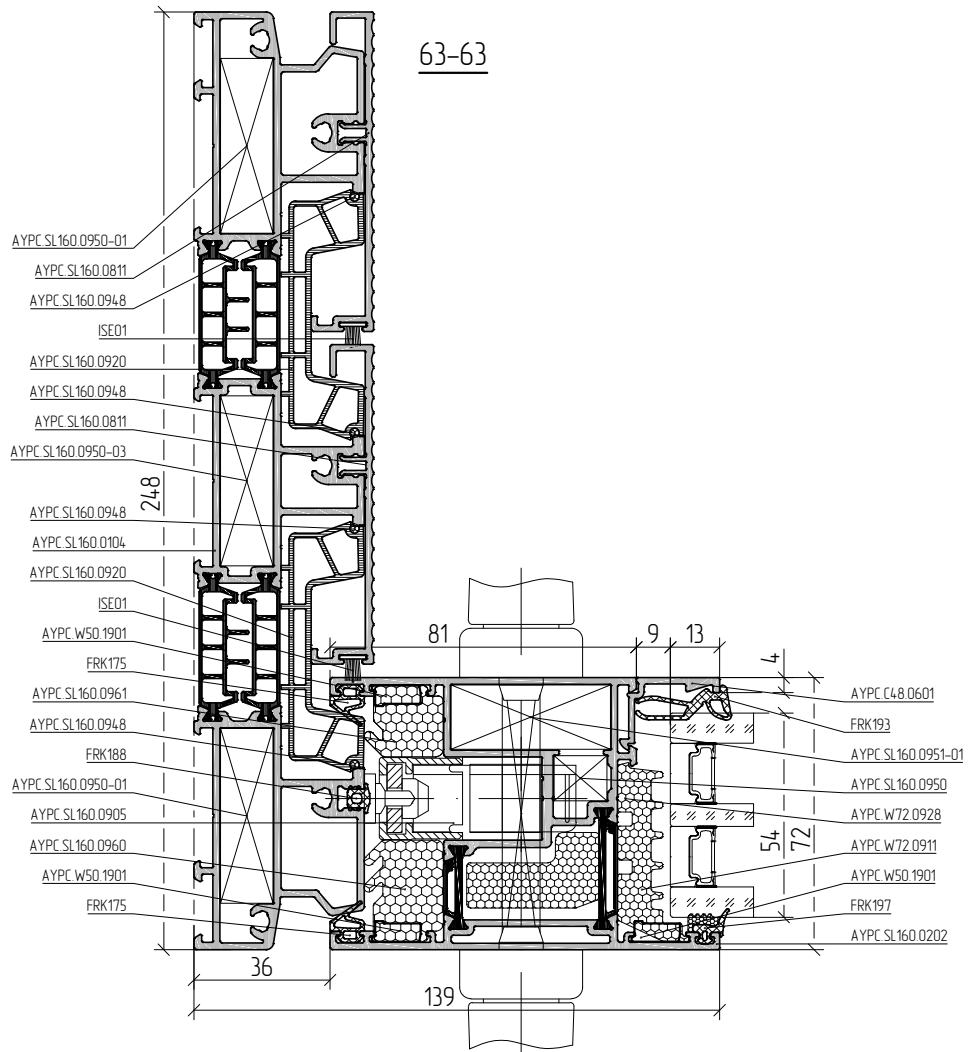 63-63
AYPC.SL160.0950-01
AYPC.SL160.0811
AYPC.SL160.0948
ISE01
AYPC.SL160.0920
AYPC.SL160.0948
AYPC.SL160.0811
AYPC.SL160.0950-03
248
AYPC.SL160.0948
AYPC.SL160.0104
AYPC.SL160.0920
ISE01
AYPC.W50.1901
FRK175
AYPC.SL160.0961
AYPC.SL160.0948
FRK188
AYPC.SL160.0950-01
AYPC.SL160.0905
AYPC.SL160.0960
AYPC.W50.1901
FRK175
81
9
13
4
AYPC.C48.0601
FRK193
AYPC.SL160.0951-01
AYPC.SL160.0950
AYPC.W72.0928
54
72
AYPC.W72.0911
AYPC.W50.1901
FRK197
AYPC.SL160.0202
36
139